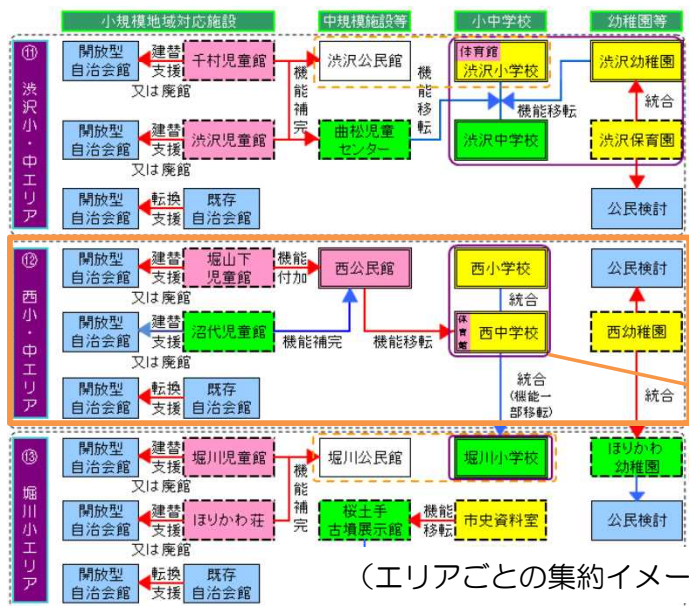 小規模地域対応施設
中規模施設等
小中学校
幼稚園等
⑪ 渋沢小・中エリア
開放型
自治会館
建替
支援
又は廃館
千村児童館
機能補完
渋沢公民館
機能移転
体育館
渋沢小学校
渋沢幼稚園
機能移転
統合
開放型
自治会館
建替
支援
又は廃館
渋沢児童館
曲松児童
センター
渋沢中学校
渋沢保育園
開放型
自治会館
転換
支援
既存
自治会館
公民検討
⑫ 西小・中エリア
開放型
自治会館
建替
支援
又は廃館
堀山下
児童館
機能
付加
西公民館
西小学校
公民検討
統合
開放型
自治会館
建替
支援
又は廃館
沼代児童館
機能補完
機能移転
体育館
西中学校
西幼稚園
開放型
自治会館
転換
支援
既存
自治会館
統合
(機能一
部移転)
統合
⑬ 堀川小エリア
開放型
自治会館
建替
支援
又は廃館
堀川児童館
機能補完
堀川公民館
堀川小学校
ほりかわ
幼稚園
開放型
自治会館
建替
支援
又は廃館
ほりかわ荘
桜土手
古墳展示館
機能
移転
市史資料室
公民検討
開放型
自治会館
転換
支援
既存
自治会館
(エリアごとの集約イメー